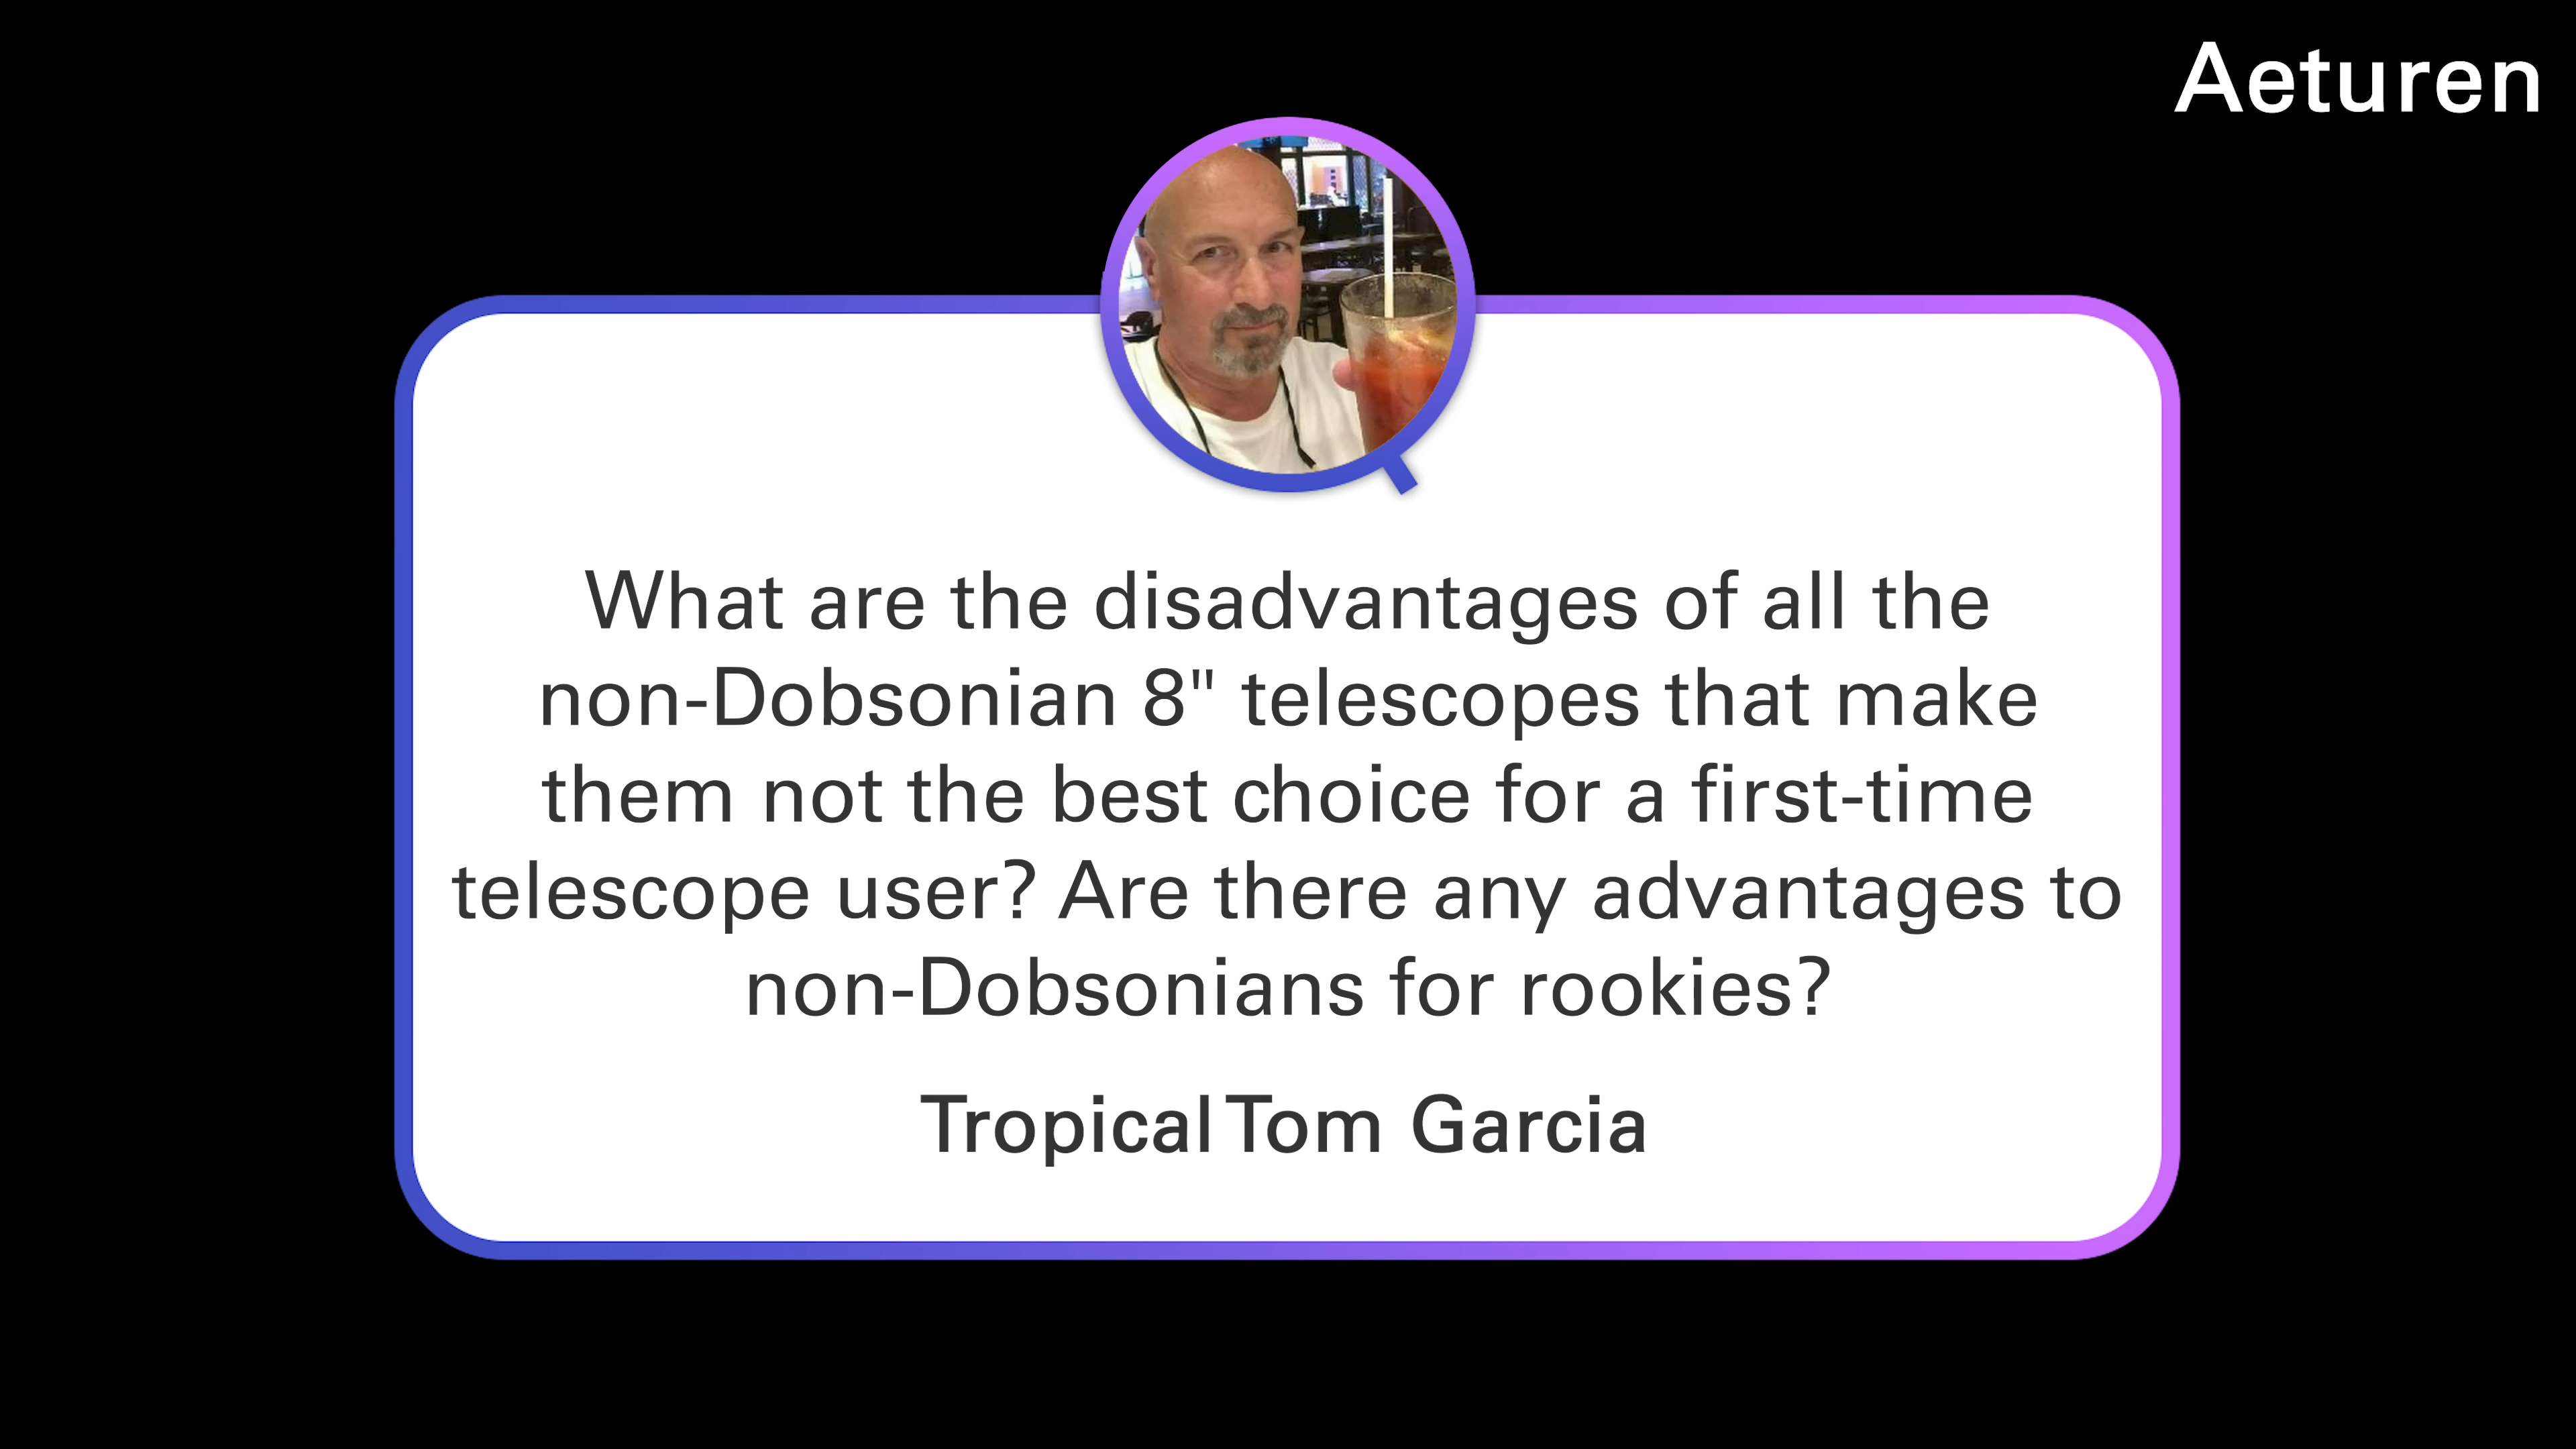 Aeturen
What are the disadvantages of all the
non-Dobsonian 8" telescopes that make
them not the best choice for a first-time
telescope user? Are there any advantages to
non-Dobsonians for rookies?
Tropical Tom Garcia